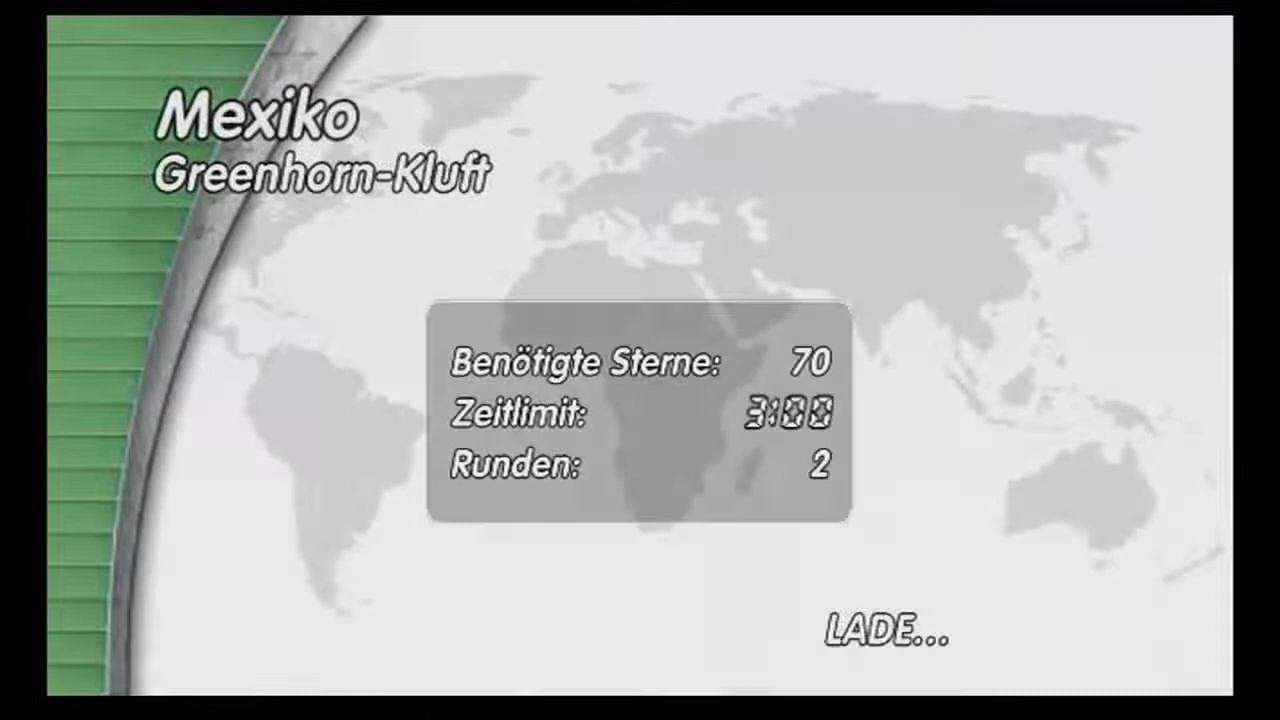 Mexiko
Greenhorn-Kluft
Benötigte Sterne: 70
Zeitlimit: 3:00
Runden: 2
LADE...